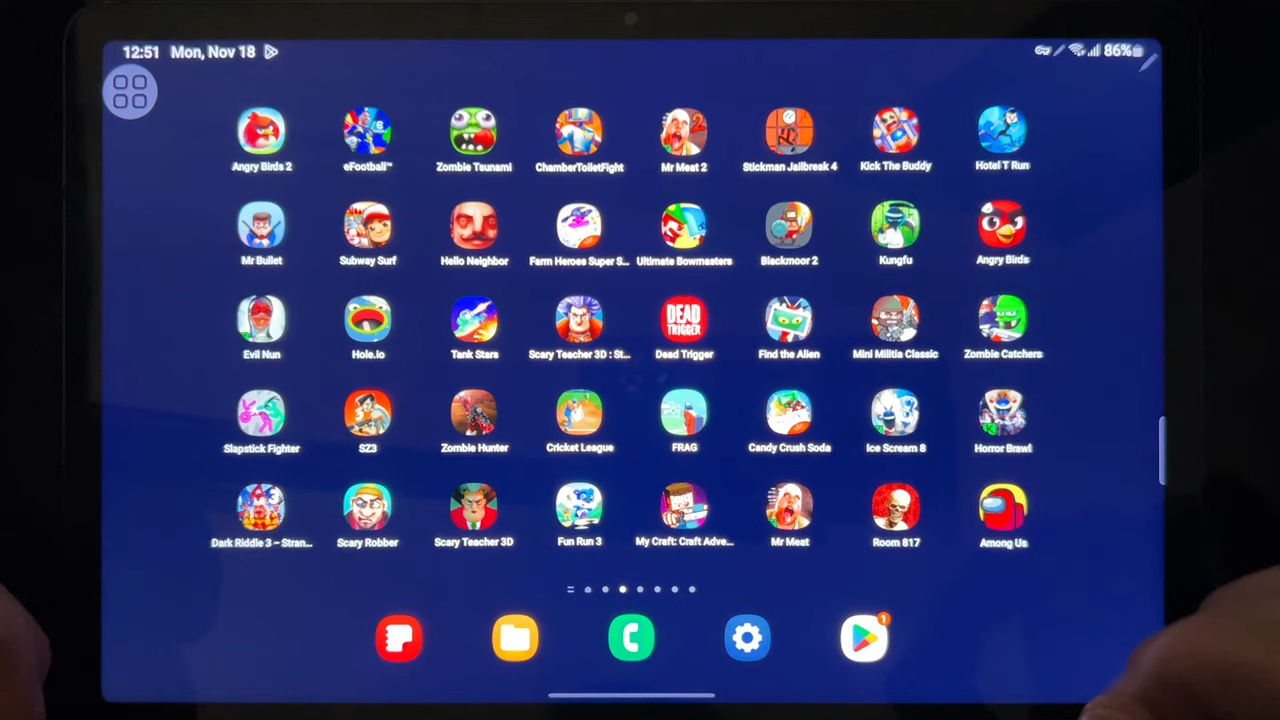 12:51 Mon, Nov 18
86%
Angry Birds 2 eFootball™ Zombie Tsunami ChamberToiletFight Mr Meat 2 Stickman Jailbreak 4 Kick The Buddy Hotel T Run
Mr Bullet Subway Surf Hello Neighbor Farm Heroes Super S... Ultimate Bowmasters Blackmoor 2 Kungfu Angry Birds
DEAD
TRIGGER
Evil Nun Hole.io Tank Stars Scary Teacher 3D : St... Dead Trigger Find the Alien Mini Militia Classic Zombie Catchers
Slapstick Fighter SZ3 Zombie Hunter Cricket League FRAG Candy Crush Soda Ice Scream 8 Horror Brawl
Dark Riddle 3 – Stran... Scary Robber Scary Teacher 3D Fun Run 3 My Craft: Craft Adve... Mr Meat Room 817 Among Us
1